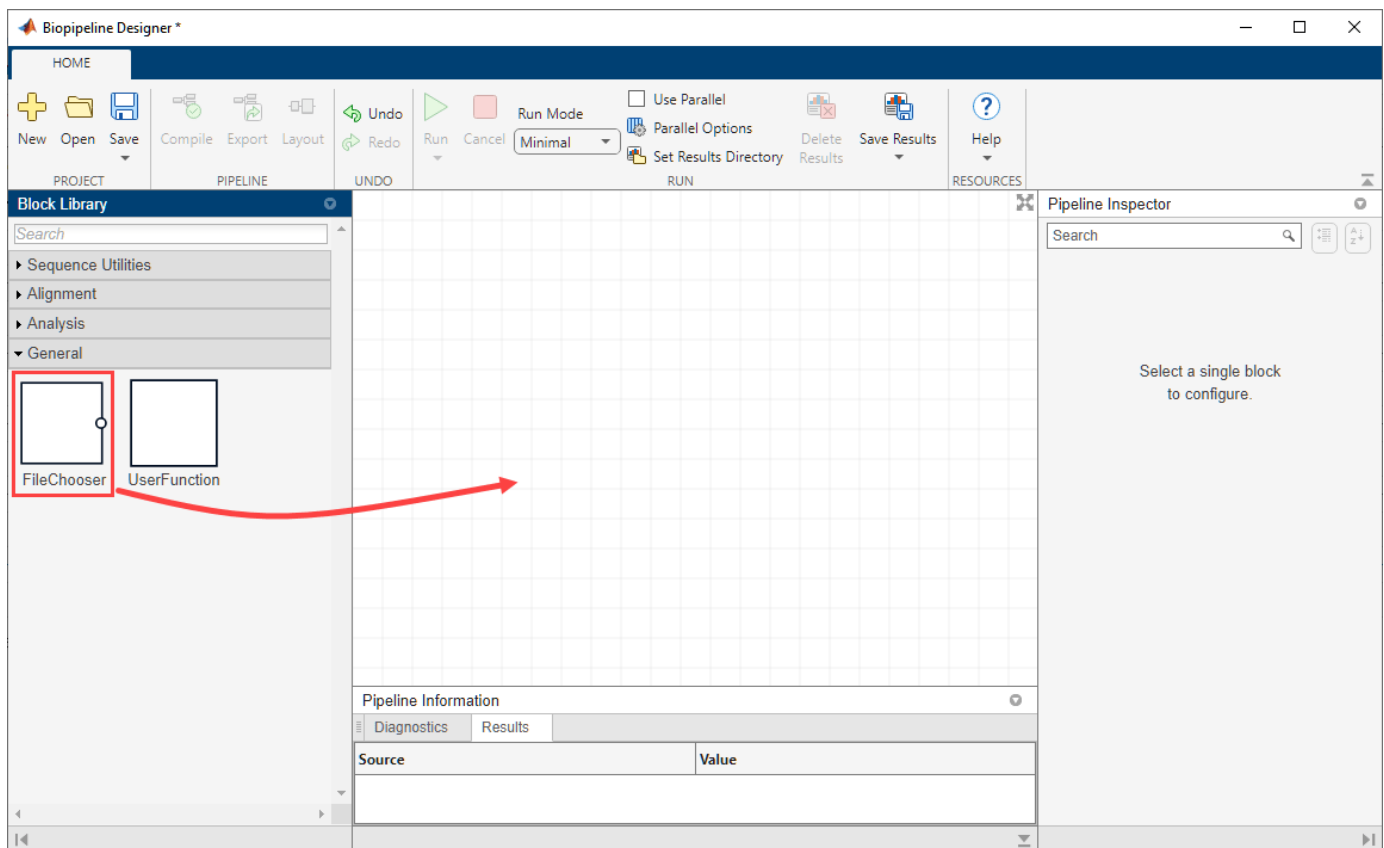 Biopipeline Designer *
HOME
New Open Save
Compile Export Layout
Undo
Redo
Run Cancel
Run Mode
Minimal
Use Parallel
Parallel Options
Set Results Directory
Delete
Results
Save Results
Help
PROJECT PIPELINE UNDO RUN RESOURCES
Block Library
Search
Sequence Utilities
Alignment
Analysis
General
FileChooser UserFunction
Pipeline Inspector
Search
Select a single block
to configure.
Pipeline Information
Diagnostics Results
Source Value